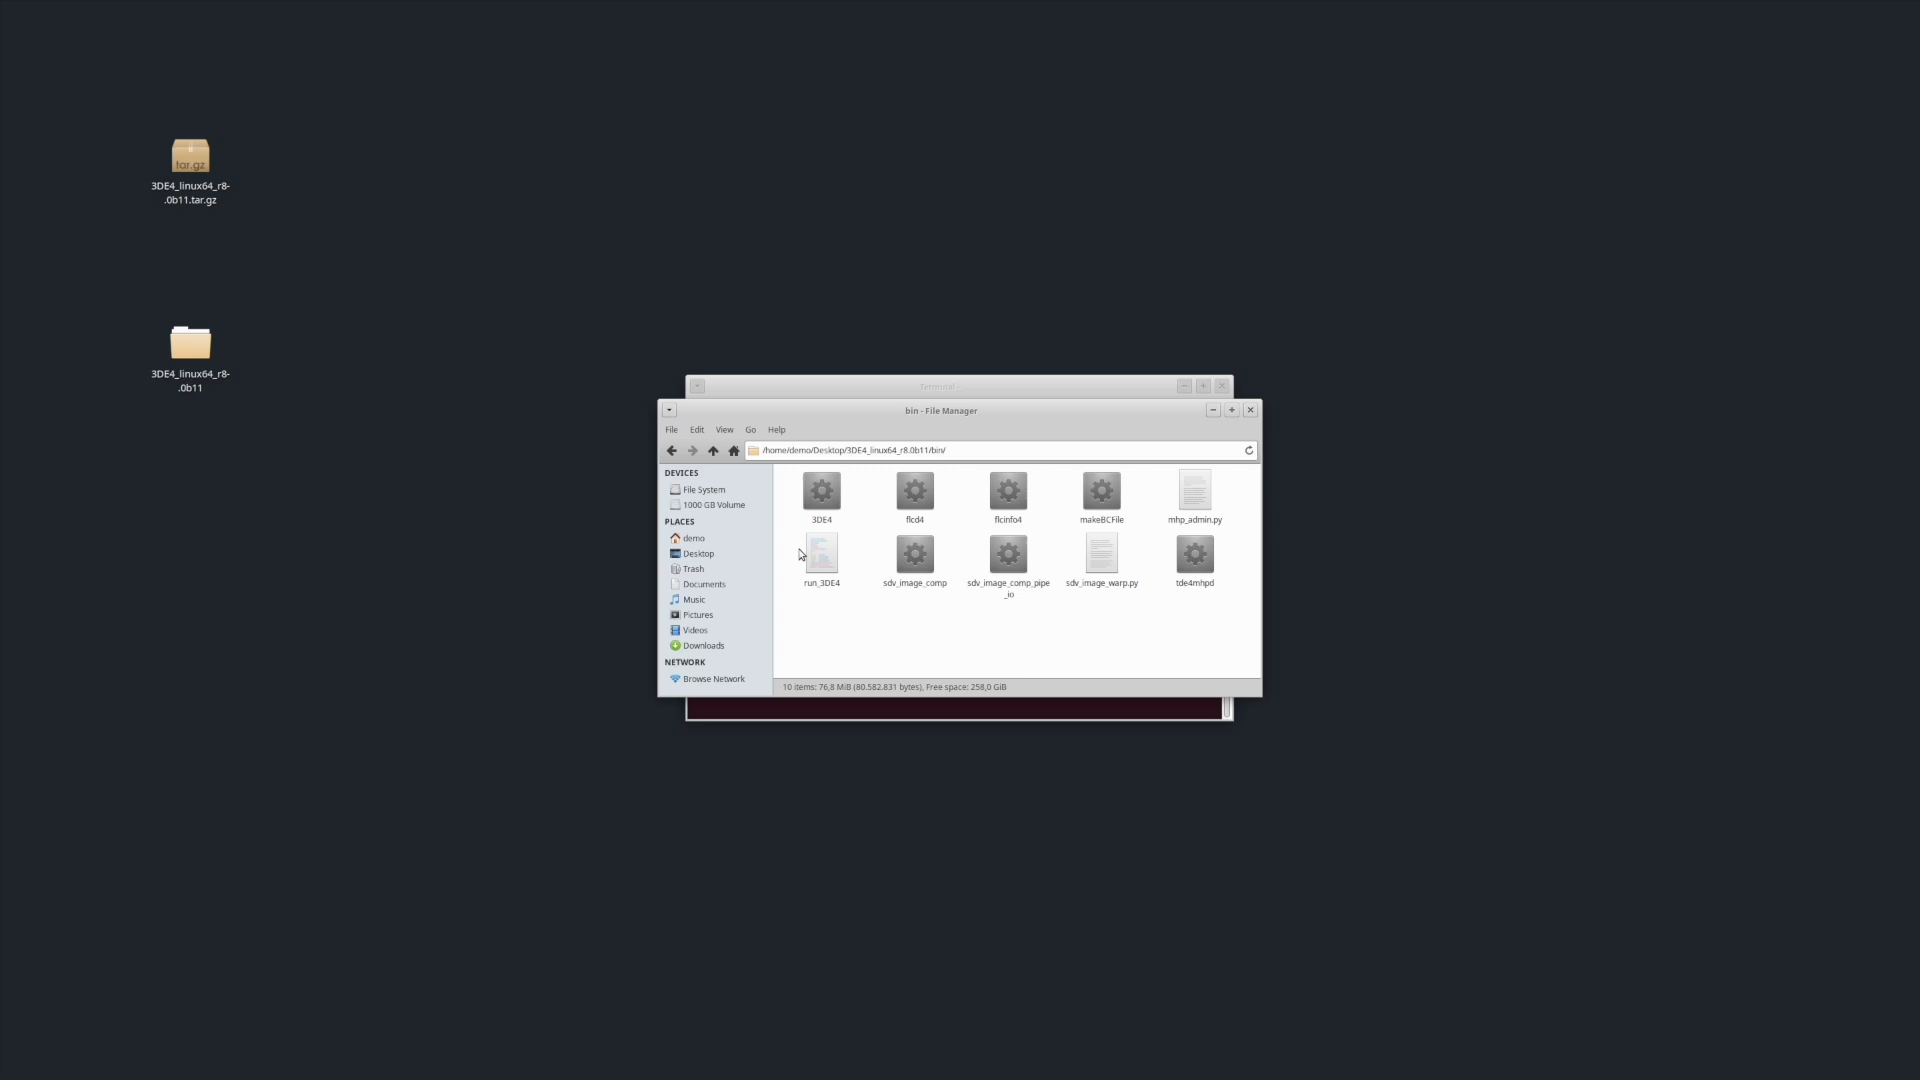 tar.gz
3DE4_linux64_r8-
.0b11.tar.gz
3DE4_linux64_r8-
.0b11
Terminal -
bin - File Manager
File Edit View Go Help
/home/demo/Desktop/3DE4_linux64_r8.0b11/bin/
DEVICES
File System
1000 GB Volume
PLACES
demo
Desktop
Trash
Documents
Music
Pictures
Videos
Downloads
NETWORK
Browse Network
3DE4 flcd4 flcinfo4 makeBCFile mhp_admin.py
run_3DE4 sdv_image_comp sdv_image_comp_pipe sdv_image_warp.py tde4mhpd
_io
10 items: 76,8 MiB (80.582.831 bytes), Free space: 258,0 GiB